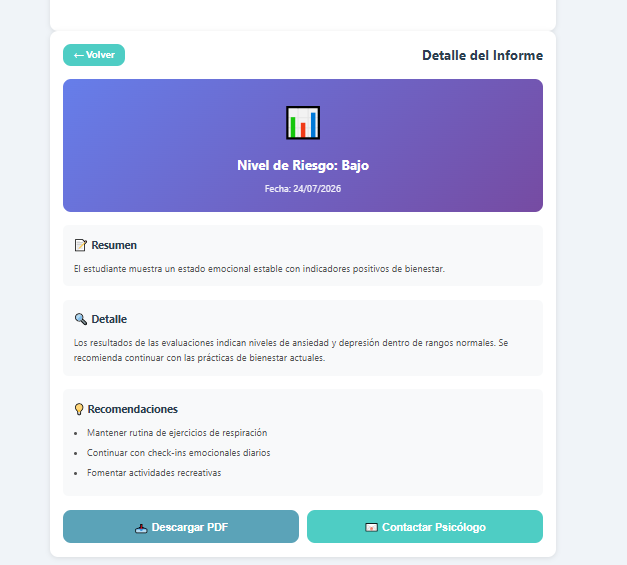 ← Volver
Detalle del Informe
Nivel de Riesgo: Bajo
Fecha: 24/07/2026
Resumen
El estudiante muestra un estado emocional estable con indicadores positivos de bienestar.
Detalle
Los resultados de las evaluaciones indican niveles de ansiedad y depresión dentro de rangos normales. Se
recomienda continuar con las prácticas de bienestar actuales.
Recomendaciones
• Mantener rutina de ejercicios de respiración
• Continuar con check-ins emocionales diarios
• Fomentar actividades recreativas
Descargar PDF
Contactar Psicólogo